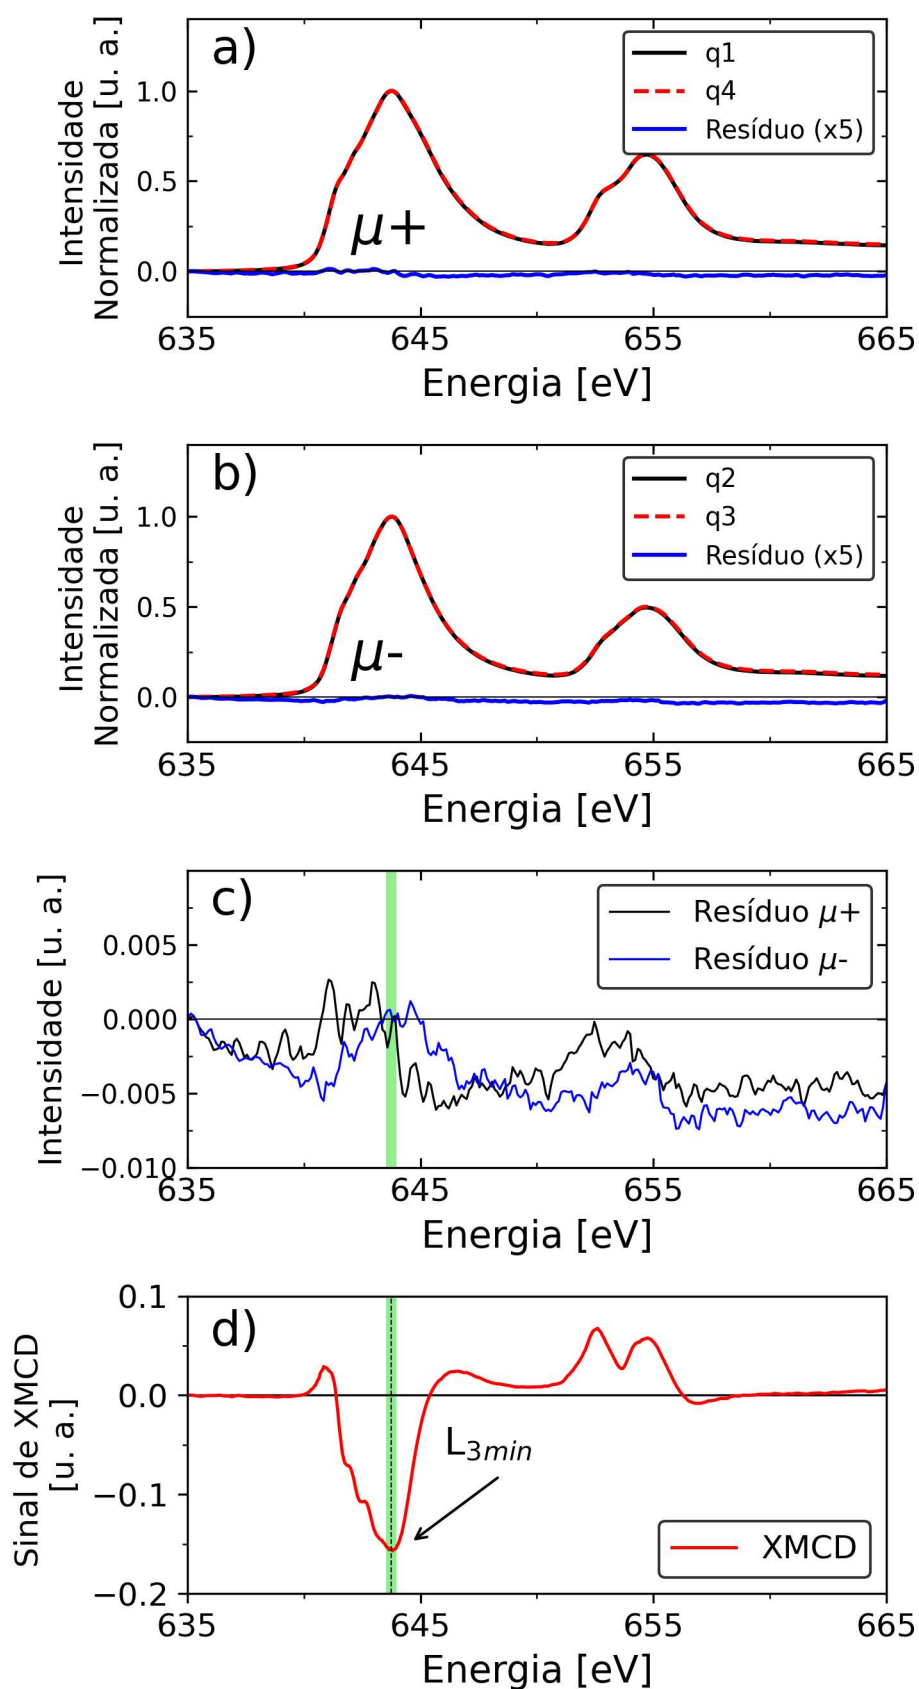 a)
q1
q4
Resíduo (x5)
μ+
Intensidade
Normalizada [u. a.]
1.0
0.5
0.0
635
645
655
665
Energia [eV]
b)
q2
q3
Resíduo (x5)
μ-
Intensidade
Normalizada [u. a.]
1.0
0.5
0.0
635
645
655
665
Energia [eV]
c)
Resíduo μ+
Resíduo μ-
Intensidade [u. a.]
0.005
0.000
−0.005
−0.010
635
645
655
665
Energia [eV]
d)
L3min
XMCD
Sinal de XMCD
[u. a.]
0.1
0.0
−0.1
−0.2
635
645
655
665
Energia [eV]